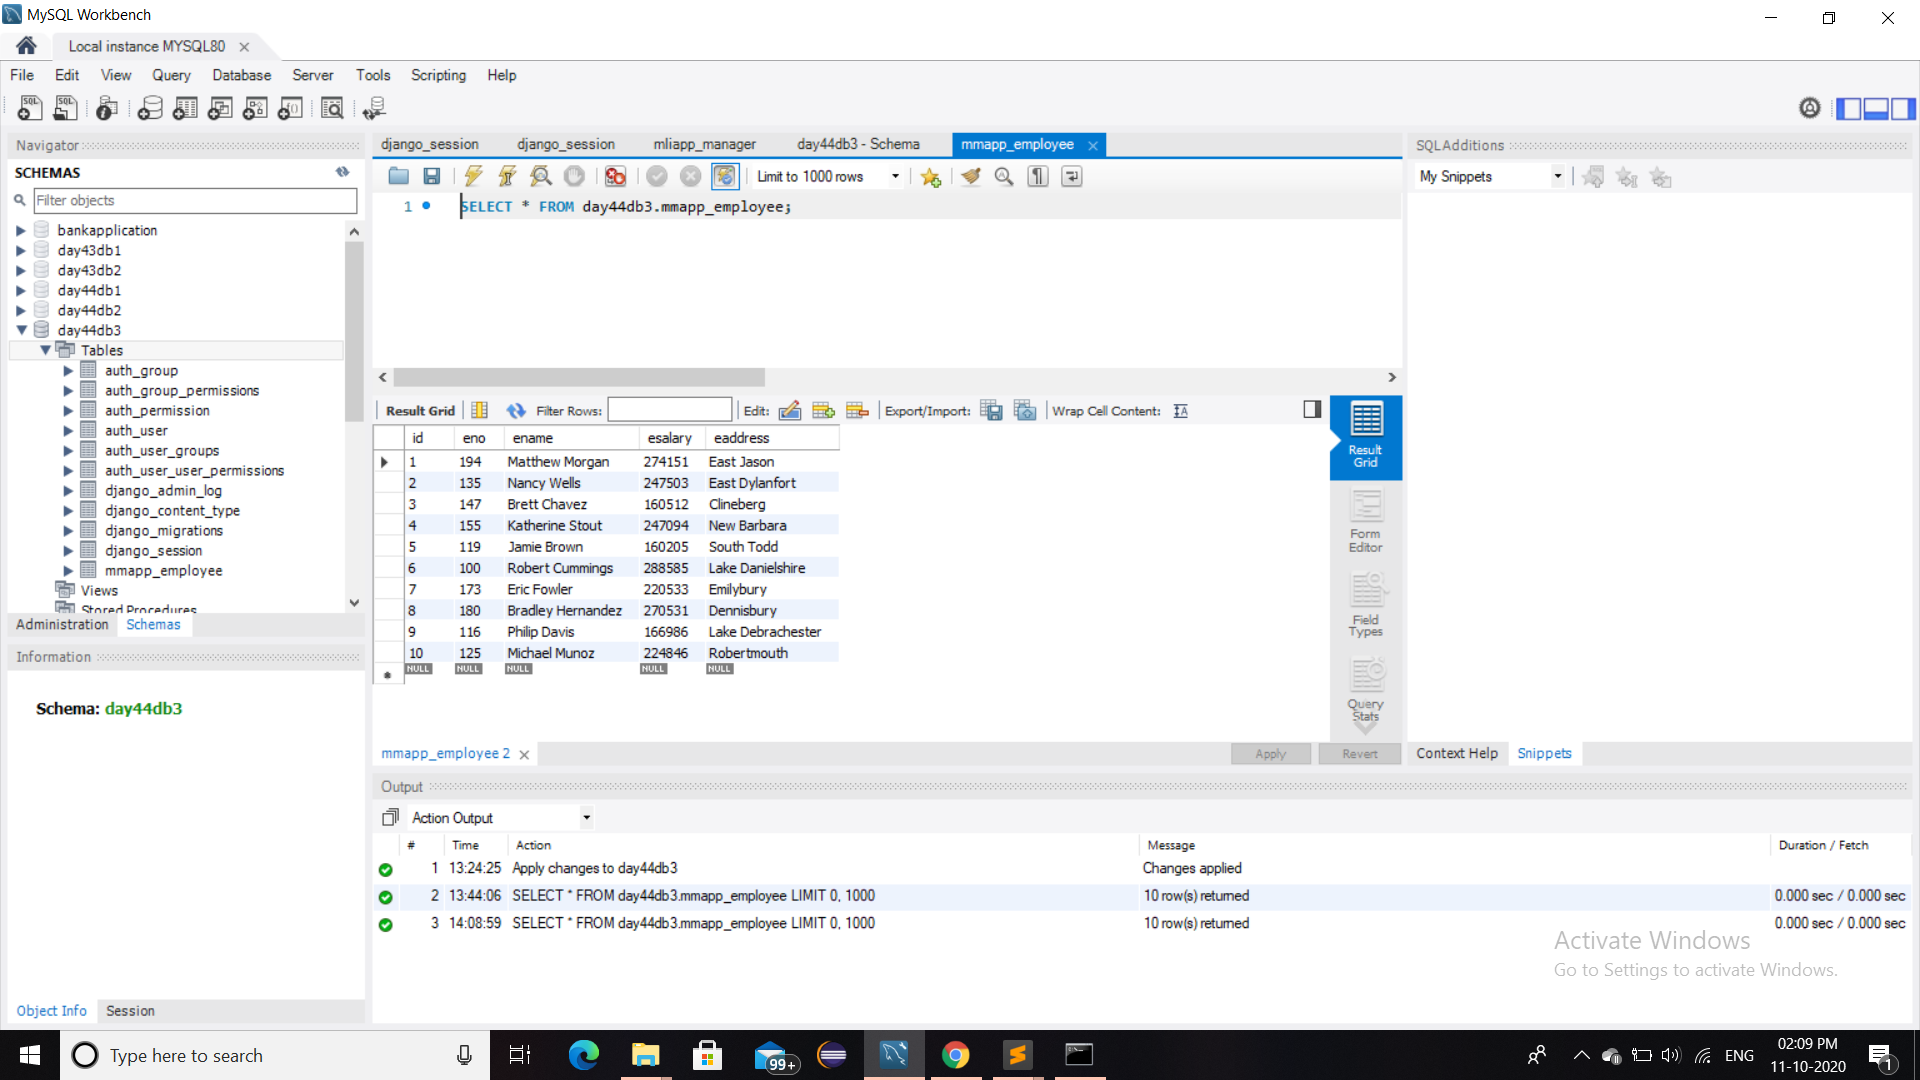 MySQL Workbench
Local instance MYSQL80
File Edit View Query Database Server Tools Scripting Help
Navigator
SCHEMAS
Filter objects
bankapplication
day43db1
day43db2
day44db1
day44db2
day44db3
Tables
auth_group
auth_group_permissions
auth_permission
auth_user
auth_user_groups
auth_user_user_permissions
django_admin_log
django_content_type
django_migrations
django_session
mmapp_employee
Views
Stored Procedures
Administration Schemas
Information
Schema: day44db3
Object Info Session
django_session django_session mliapp_manager day44db3 - Schema mmapp_employee
Limit to 1000 rows
1 SELECT * FROM day44db3.mmapp_employee;
Result Grid Filter Rows: Edit: Export/Import: Wrap Cell Content:
id eno ename esalary eaddress
1 194 Matthew Morgan 274151 East Jason
2 135 Nancy Wells 247503 East Dylanfort
3 147 Brett Chavez 160512 Clineberg
4 155 Katherine Stout 247094 New Barbara
5 119 Jamie Brown 160205 South Todd
6 100 Robert Cummings 288585 Lake Danielshire
7 173 Eric Fowler 220533 Emilybury
8 180 Bradley Hernandez 270531 Dennisbury
9 116 Philip Davis 166986 Lake Debrachester
10 125 Michael Munoz 224846 Robertmouth
NULL NULL NULL NULL NULL
Result
Grid
Form
Editor
Field
Types
Query
Stats
mmapp_employee 2
Apply Revert
SQLAdditions
My Snippets
Context Help Snippets
Output
Action Output
# Time Action Message Duration / Fetch
1 13:24:25 Apply changes to day44db3 Changes applied
2 13:44:06 SELECT * FROM day44db3.mmapp_employee LIMIT 0, 1000 10 row(s) returned 0.000 sec / 0.000 sec
3 14:08:59 SELECT * FROM day44db3.mmapp_employee LIMIT 0, 1000 10 row(s) returned 0.000 sec / 0.000 sec
Activate Windows
Go to Settings to activate Windows.
Type here to search
99+
ENG
02:09 PM
11-10-2020
1